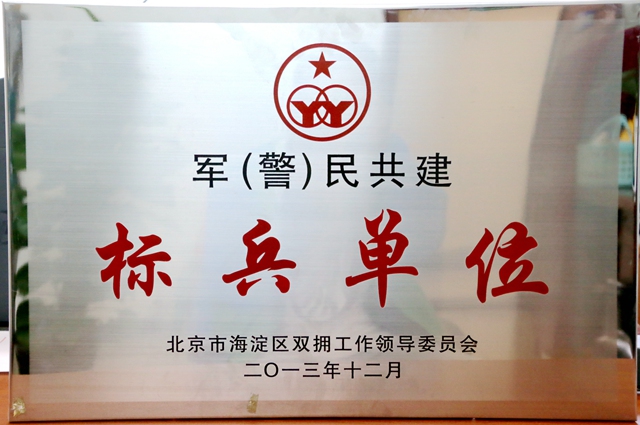 军(警)民共建
标兵单位
北京市海淀区双拥工作领导委员会
二〇一三年十二月